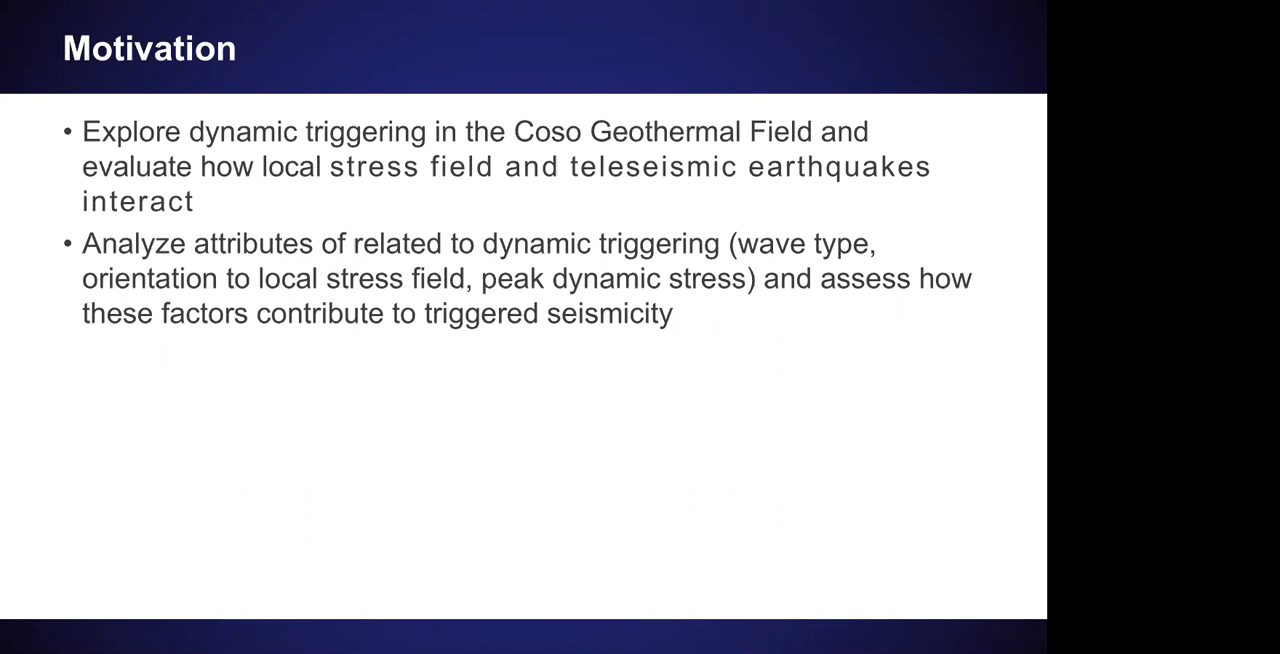 Motivation
• Explore dynamic triggering in the Coso Geothermal Field and
evaluate how local stress field and teleseismic earthquakes
interact
• Analyze attributes of related to dynamic triggering (wave type,
orientation to local stress field, peak dynamic stress) and assess how
these factors contribute to triggered seismicity